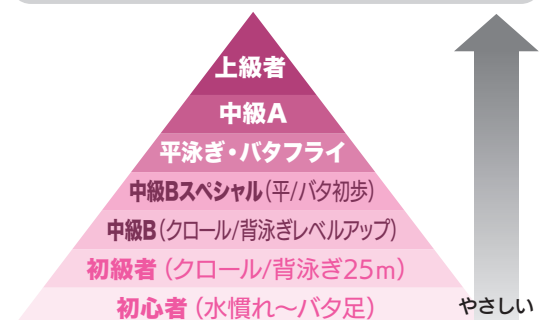 上級者
中級A
平泳ぎ・バタフライ
中級Bスペシャル(平/バタ初歩)
中級B(クロール/背泳ぎレベルアップ)
初級者(クロール/背泳ぎ25m)
初心者(水慣れ〜バタ足)
やさしい